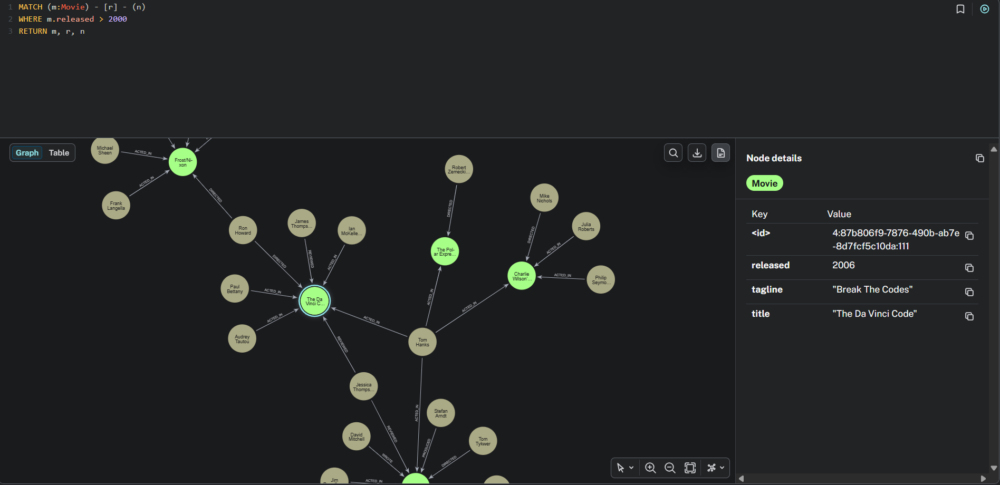 1 MATCH (m:Movie) - [r] - (n)
2 WHERE m.released > 2000
3 RETURN m, r, n
Graph Table
Michael
Sheen
ACTED_IN
Frost/Ni-
xon
ACTED_IN
Frank
Langella
DIRECTED
Ron
Howard
James
Thomps...
Ian
McKelle...
DIRECTED
REVIEWED
ACTED_IN
Paul
Bettany
ACTED_IN
The Da
Vinci C...
Audrey
Tautou
ACTED_IN
ACTED_IN
REVIEWED
Robert
Zemecki...
DIRECTED
The Pol-
ar Expre...
ACTED_IN
Mike
Nichols
DIRECTED
Julia
Roberts
ACTED_IN
Charlie
Wilson'...
ACTED_IN
Philip
Seymo...
ACTED_IN
Tom
Hanks
Jessica
Thomps...
REVIEWED
ACTED_IN
Stefan
Arndt
PRODUCED
David
Mitchell
WROTE
Tom
Tykwer
DIRECTED
Jim
ACTED_IN
Node details
Movie
Key Value
<id> 4:87b806f9-7876-490b-ab7e
-8d7fcf5c10da:111
released 2006
tagline "Break The Codes"
title "The Da Vinci Code"